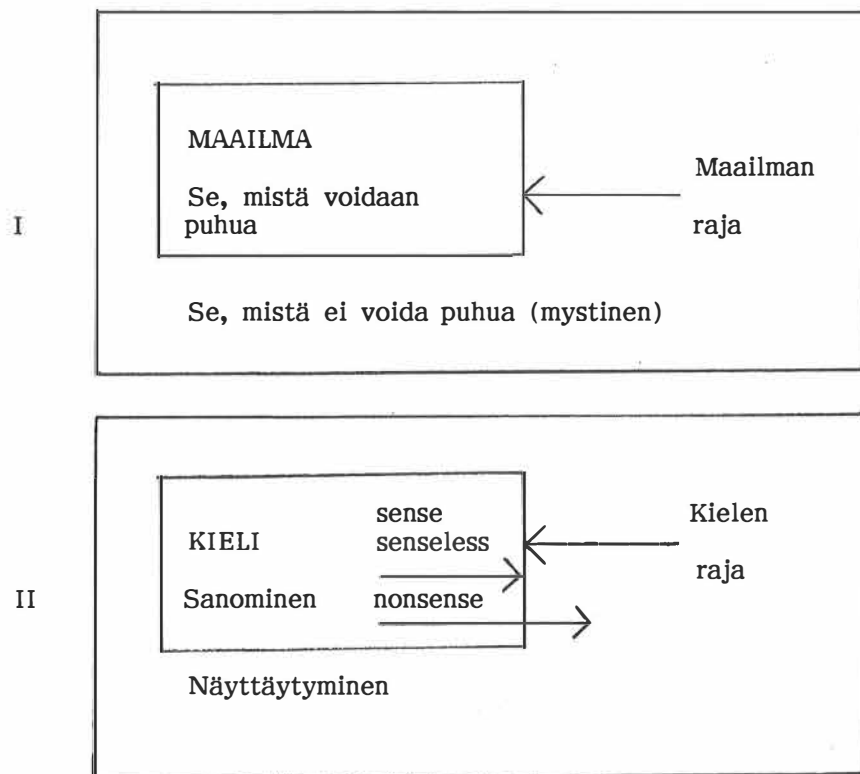 I
MAAILMA
Se, mistä voidaan
puhua
Maailman
raja
Se, mistä ei voida puhua (mystinen)
II
KIELI
sense
senseless
Sanominen nonsense
Kielen
raja
Näyttäytyminen